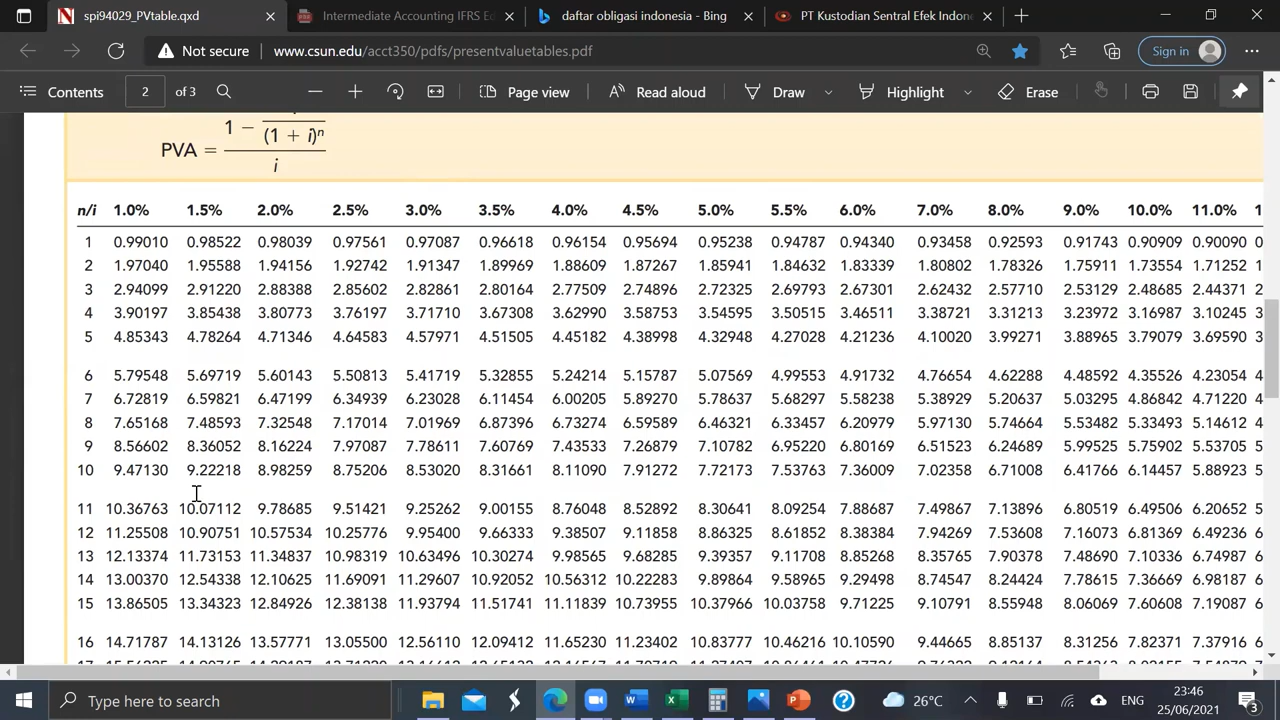 spi94029_PVtable.qxd
Intermediate Accounting IFRS Ed
daftar obligasi indonesia - Bing
PT Kustodian Sentral Efek Indone
Not secure www.csun.edu/acct350/pdfs/presentvaluetables.pdf Sign in
Contents 2 of 3 Page view Read aloud Draw Highlight Erase
1 −
(1 + i)ⁿ
PVA =
i
n/i 1.0% 1.5% 2.0% 2.5% 3.0% 3.5% 4.0% 4.5% 5.0% 5.5% 6.0% 7.0% 8.0% 9.0% 10.0% 11.0% 1
1 0.99010 0.98522 0.98039 0.97561 0.97087 0.96618 0.96154 0.95694 0.95238 0.94787 0.94340 0.93458 0.92593 0.91743 0.90909 0.90090 0
2 1.97040 1.95588 1.94156 1.92742 1.91347 1.89969 1.88609 1.87267 1.85941 1.84632 1.83339 1.80802 1.78326 1.75911 1.73554 1.71252 1
3 2.94099 2.91220 2.88388 2.85602 2.82861 2.80164 2.77509 2.74896 2.72325 2.69793 2.67301 2.62432 2.57710 2.53129 2.48685 2.44371 2
4 3.90197 3.85438 3.80773 3.76197 3.71710 3.67308 3.62990 3.58753 3.54595 3.50515 3.46511 3.38721 3.31213 3.23972 3.16987 3.10245 3
5 4.85343 4.78264 4.71346 4.64583 4.57971 4.51505 4.45182 4.38998 4.32948 4.27028 4.21236 4.10020 3.99271 3.88965 3.79079 3.69590 3
6 5.79548 5.69719 5.60143 5.50813 5.41719 5.32855 5.24214 5.15787 5.07569 4.99553 4.91732 4.76654 4.62288 4.48592 4.35526 4.23054 4
7 6.72819 6.59821 6.47199 6.34939 6.23028 6.11454 6.00205 5.89270 5.78637 5.68297 5.58238 5.38929 5.20637 5.03295 4.86842 4.71220 4
8 7.65168 7.48593 7.32548 7.17014 7.01969 6.87396 6.73274 6.59589 6.46321 6.33457 6.20979 5.97130 5.74664 5.53482 5.33493 5.14612 4
9 8.56602 8.36052 8.16224 7.97087 7.78611 7.60769 7.43533 7.26879 7.10782 6.95220 6.80169 6.51523 6.24689 5.99525 5.75902 5.53705 5
10 9.47130 9.22218 8.98259 8.75206 8.53020 8.31661 8.11090 7.91272 7.72173 7.53763 7.36009 7.02358 6.71008 6.41766 6.14457 5.88923 5
11 10.36763 10.07112 9.78685 9.51421 9.25262 9.00155 8.76048 8.52892 8.30641 8.09254 7.88687 7.49867 7.13896 6.80519 6.49506 6.20652 5
12 11.25508 10.90751 10.57534 10.25776 9.95400 9.66333 9.38507 9.11858 8.86325 8.61852 8.38384 7.94269 7.53608 7.16073 6.81369 6.49236 6
13 12.13374 11.73153 11.34837 10.98319 10.63496 10.30274 9.98565 9.68285 9.39357 9.11708 8.85268 8.35765 7.90378 7.48690 7.10336 6.74987 6
14 13.00370 12.54338 12.10625 11.69091 11.29607 10.92052 10.56312 10.22283 9.89864 9.58965 9.29498 8.74547 8.24424 7.78615 7.36669 6.98187 6
15 13.86505 13.34323 12.84926 12.38138 11.93794 11.51741 11.11839 10.73955 10.37966 10.03758 9.71225 9.10791 8.55948 8.06069 7.60608 7.19087 6
16 14.71787 14.13126 13.57771 13.05500 12.56110 12.09412 11.65230 11.23402 10.83777 10.46216 10.10590 9.44665 8.85137 8.31256 7.82371 7.37916 6
Type here to search 26°C ENG 23:46
25/06/2021 3